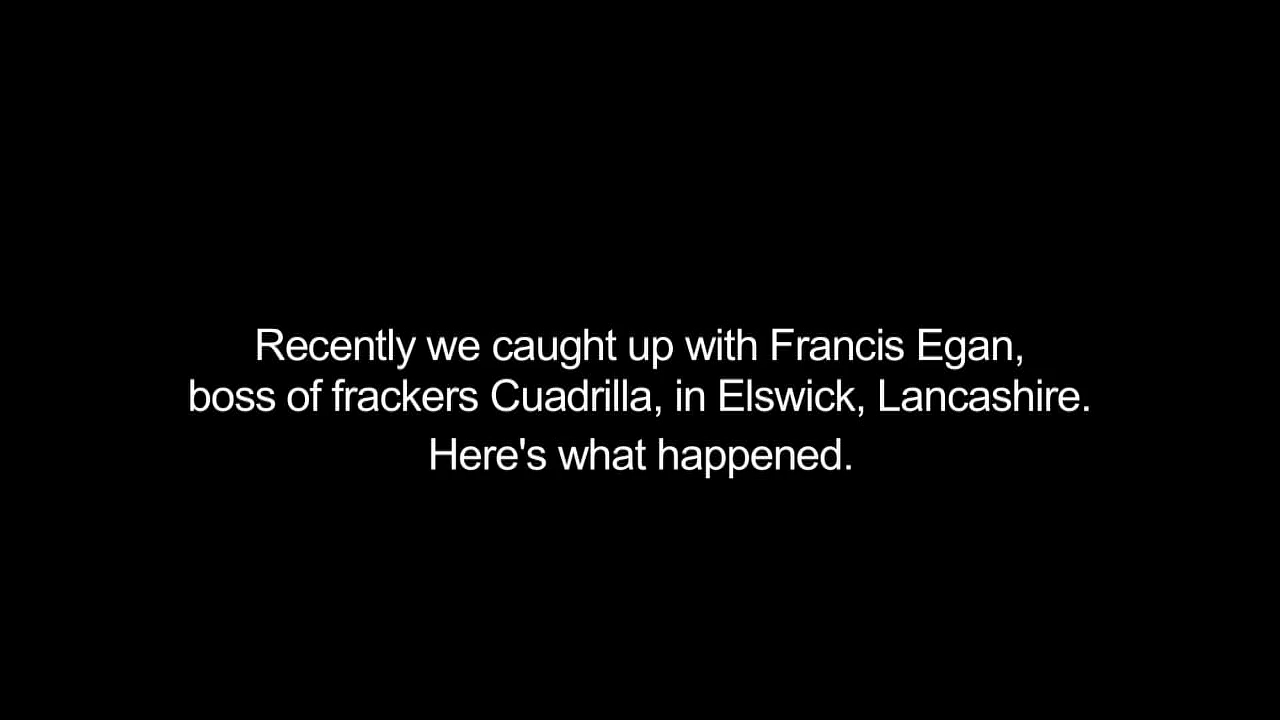 Recently we caught up with Francis Egan,
boss of frackers Cuadrilla, in Elswick, Lancashire.
Here's what happened.